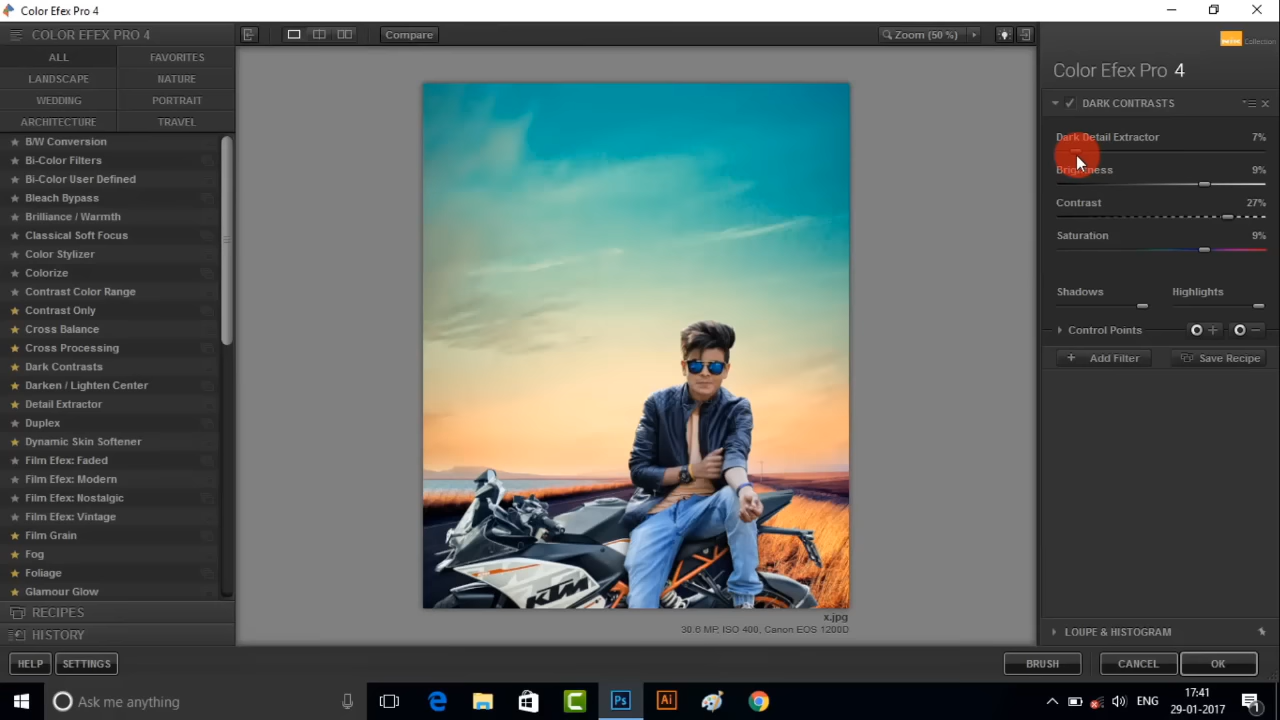 Color Efex Pro 4
COLOR EFEX PRO 4
Compare
Zoom (50 %)
Collection
ALL
FAVORITES
LANDSCAPE
NATURE
WEDDING
PORTRAIT
ARCHITECTURE
TRAVEL
B/W Conversion
Bi-Color Filters
Bi-Color User Defined
Bleach Bypass
Brilliance / Warmth
Classical Soft Focus
Color Stylizer
Colorize
Contrast Color Range
Contrast Only
Cross Balance
Cross Processing
Dark Contrasts
Darken / Lighten Center
Detail Extractor
Duplex
Dynamic Skin Softener
Film Efex: Faded
Film Efex: Modern
Film Efex: Nostalgic
Film Efex: Vintage
Film Grain
Fog
Foliage
Glamour Glow
RECIPES
HISTORY
HELP
SETTINGS
KTM
x.jpg
30.6 MP, ISO 400, Canon EOS 1200D
Color Efex Pro 4
DARK CONTRASTS
Dark Detail Extractor 7%
Brightness 9%
Contrast 27%
Saturation 9%
Shadows Highlights
Control Points
Add Filter Save Recipe
LOUPE & HISTOGRAM
BRUSH CANCEL OK
Ask me anything
Ps
Ai
ENG
17:41
29-01-2017
1